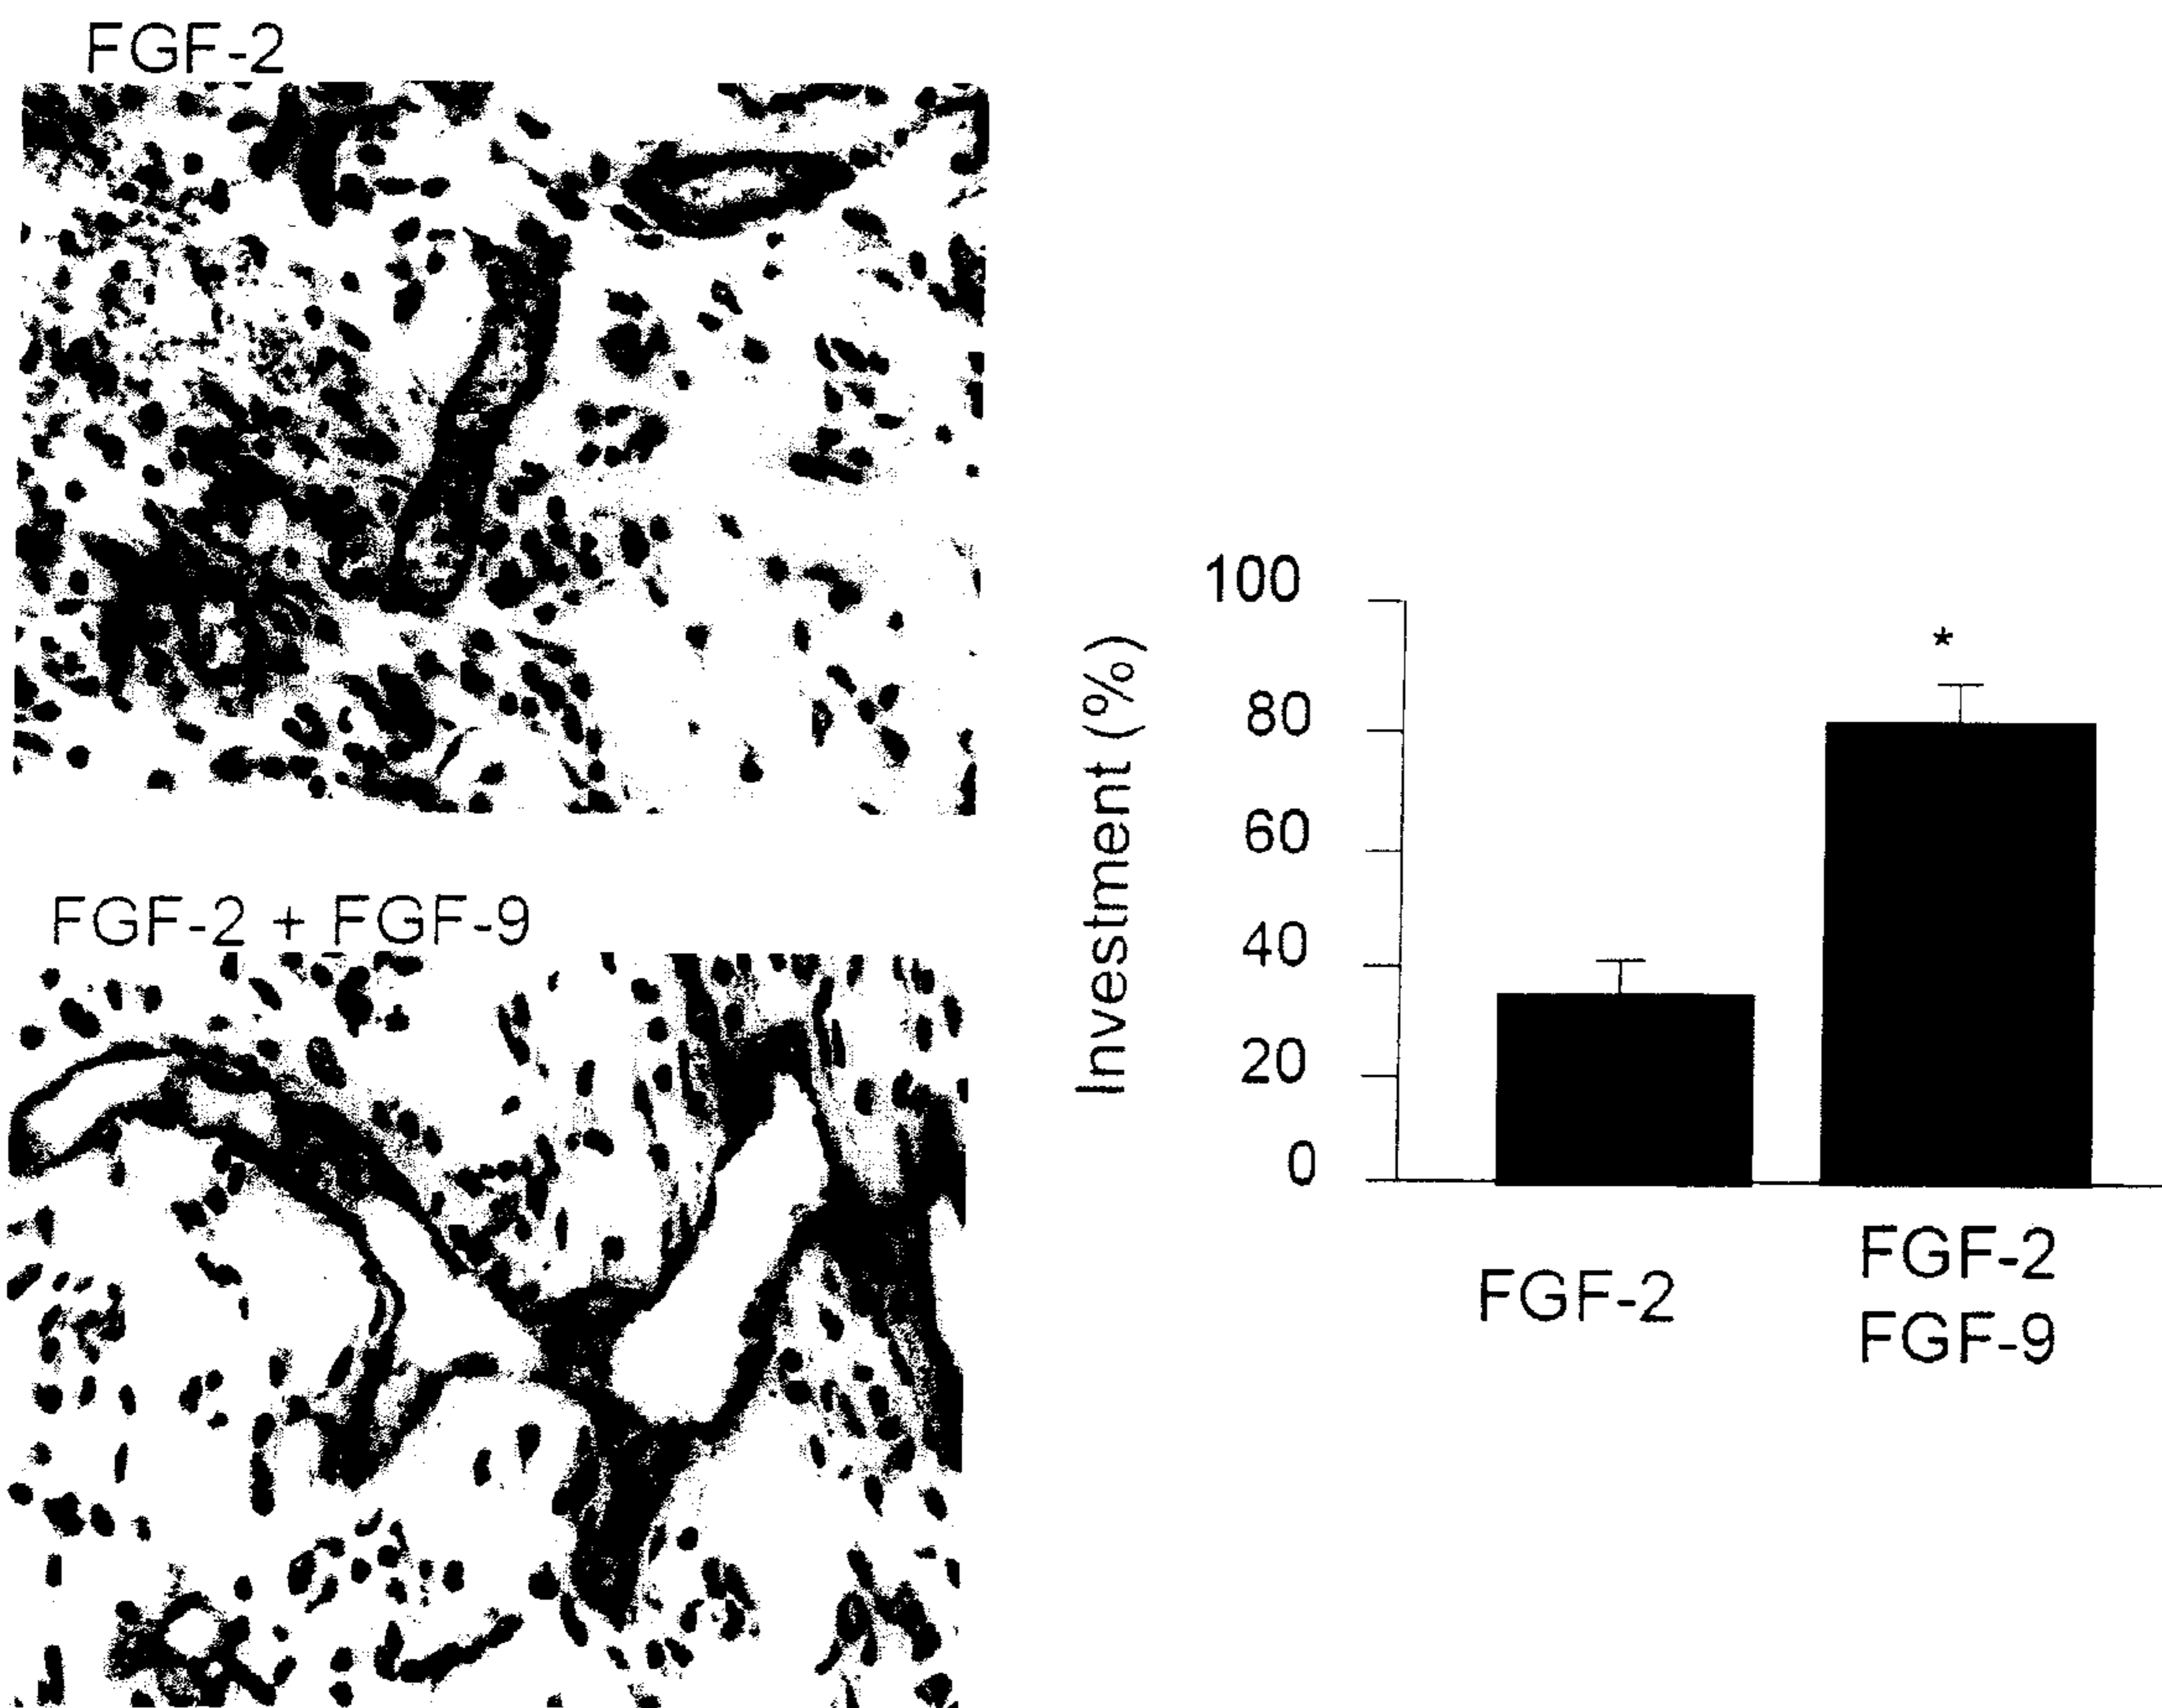 FGF-2
FGF-2 + FGF-9
Investment (%)
100
80
60
40
20
0
*
FGF-2
FGF-2
FGF-9